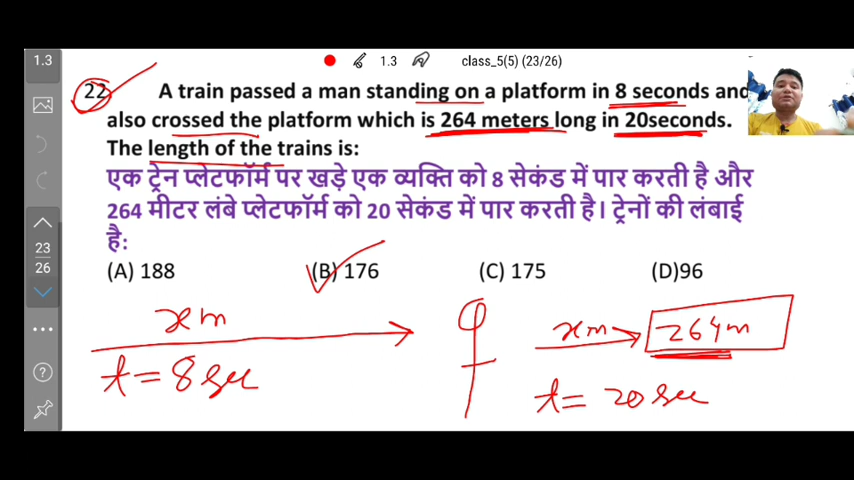 1.3
1.3 class_5(5) (23/26)
22 A train passed a man standing on a platform in 8 seconds and
also crossed the platform which is 264 meters long in 20seconds.
The length of the trains is:
एक ट्रेन प्लेटफॉर्म पर खड़े एक व्यक्ति को 8 सेकंड में पार करती है और
264 मीटर लंबे प्लेटफॉर्म को 20 सेकंड में पार करती है। ट्रेनों की लंबाई
है:
23
26
(A) 188 (B) 176 (C) 175 (D)96
xm xm 264m
t = 8 sec t = 20 sec